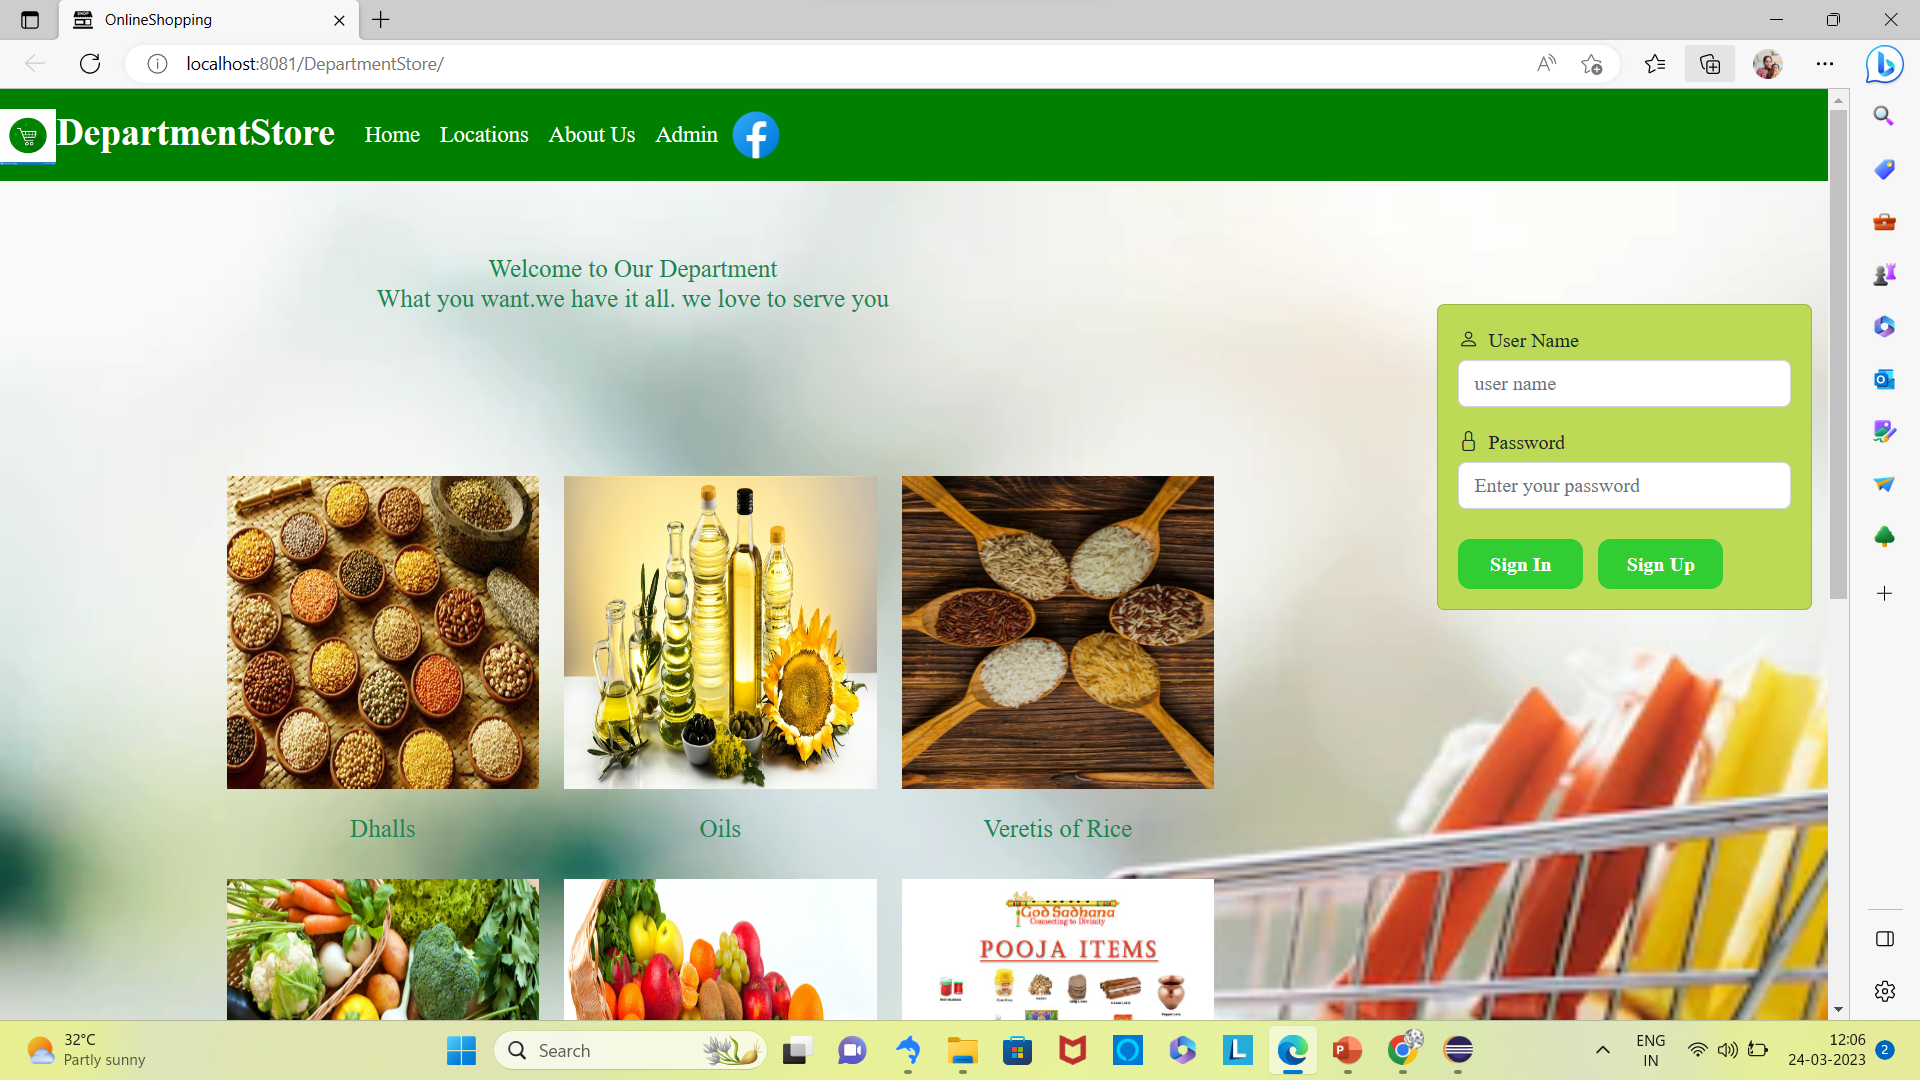 OnlineShopping
localhost:8081/DepartmentStore/
DepartmentStore
Home
Locations
About Us
Admin
Welcome to Our Department
What you want.we have it all. we love to serve you
User Name
user name
Password
Enter your password
Sign In
Sign Up
Dhalls
Oils
Veretis of Rice
God Sadhana
Connecting to Divinity
POOJA ITEMS
32°C
Partly sunny
Search
ENG
IN
12:06
24-03-2023
2